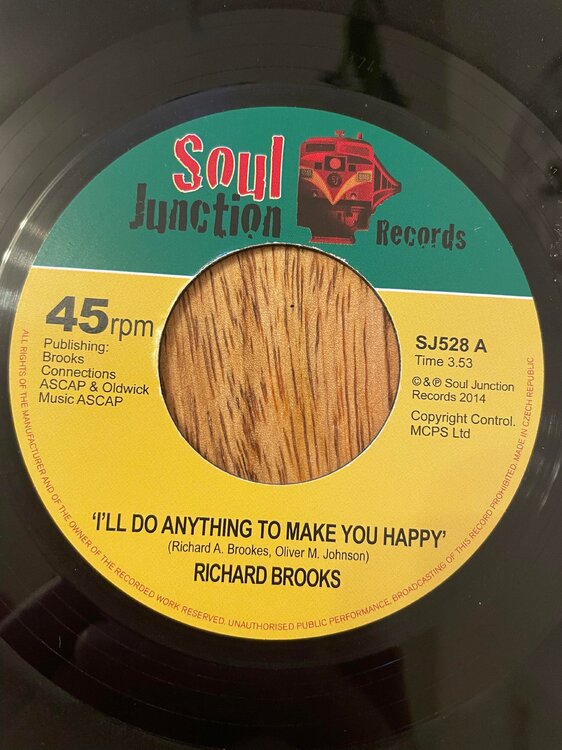 Soul
Junction
Records
45rpm
Publishing:
Brooks
Connections
ASCAP & Oldwick
Music ASCAP
SJ528 A
Time 3.53
© & ℗ Soul Junction
Records 2014
Copyright Control.
MCPS Ltd
'I'LL DO ANYTHING TO MAKE YOU HAPPY'
(Richard A. Brookes, Oliver M. Johnson)
RICHARD BROOKS
ALL RIGHTS OF THE MANUFACTURER AND OF THE OWNER OF THE RECORDED WORK RESERVED. UNAUTHORISED PUBLIC PERFORMANCE, BROADCASTING OF THIS RECORD PROHIBITED. MADE IN CZECH REPUBLIC